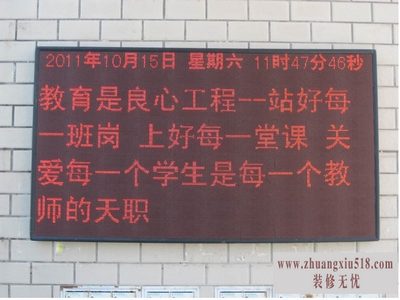 2011年10月15日 星期六 11时47分46秒
教育是良心工程--站好每
一班岗 上好每一堂课 关
爱每一个学生是每一个教
师的天职
www.zhuangxiu518.com
装修无忧